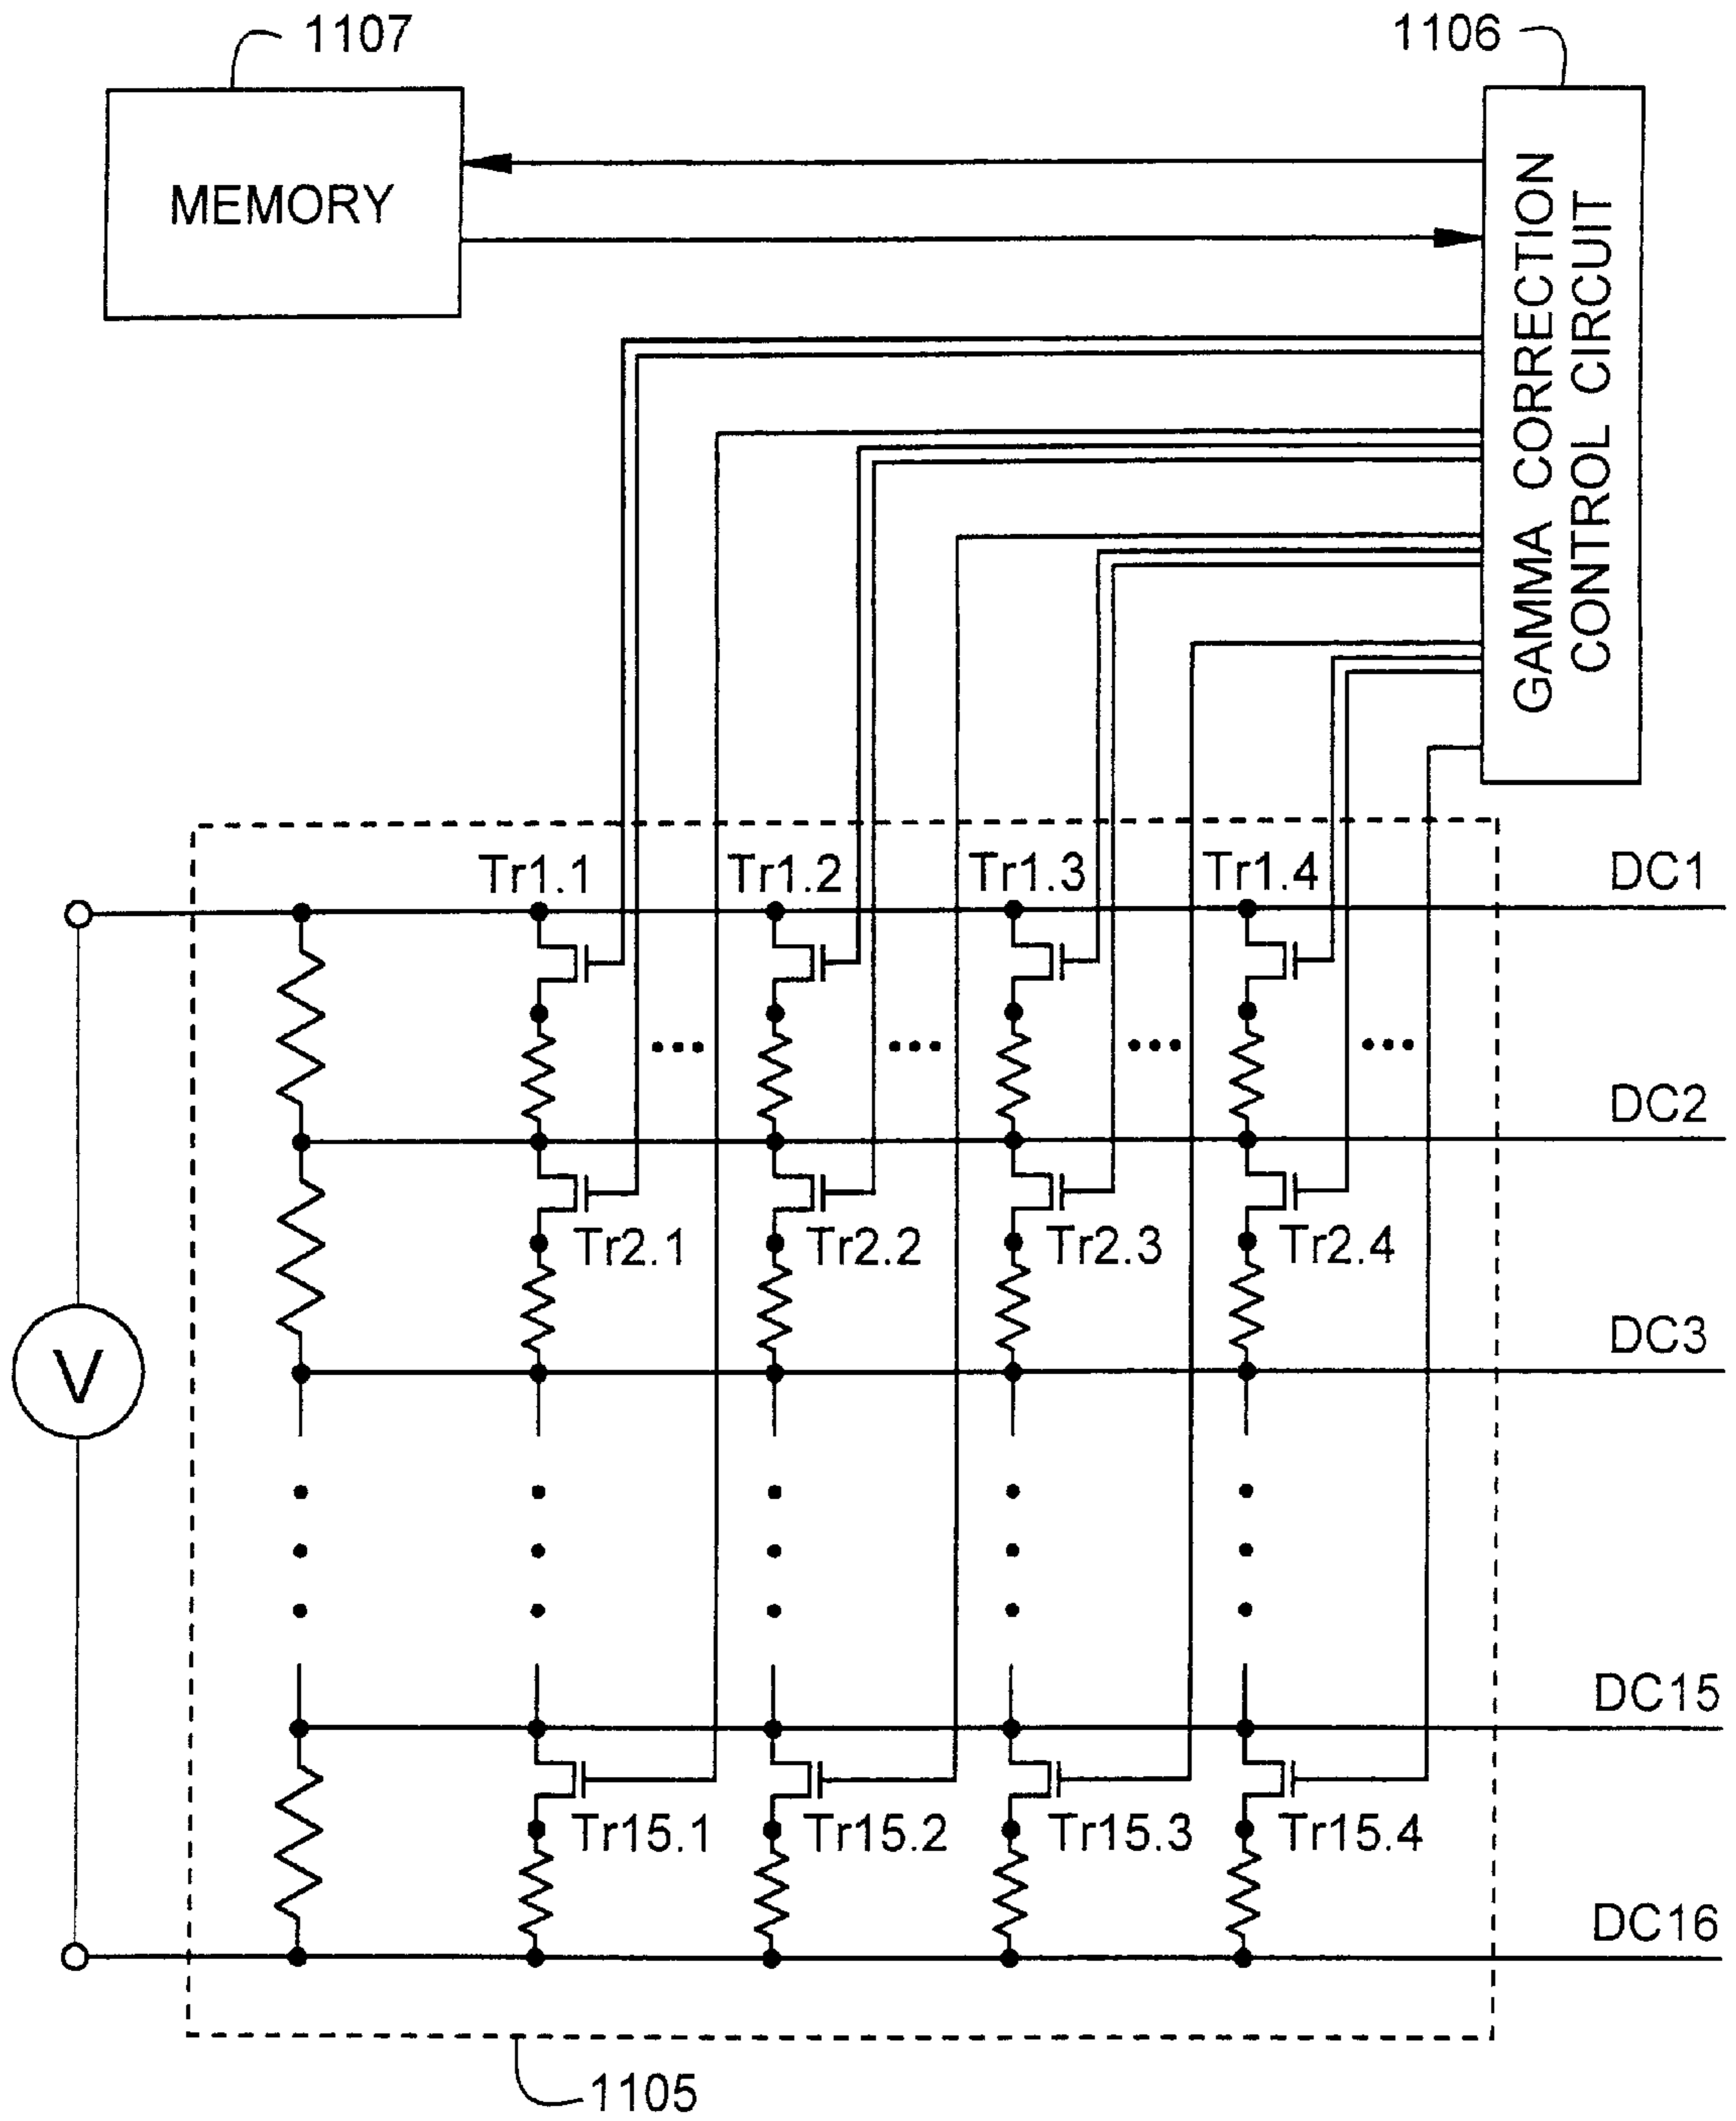 1107
1106
MEMORY
GAMMA CORRECTION
CONTROL CIRCUIT
Tr1.1
Tr1.2
Tr1.3
Tr1.4
DC1
DC2
Tr2.1
Tr2.2
Tr2.3
Tr2.4
DC3
V
DC15
Tr15.1
Tr15.2
Tr15.3
Tr15.4
DC16
1105